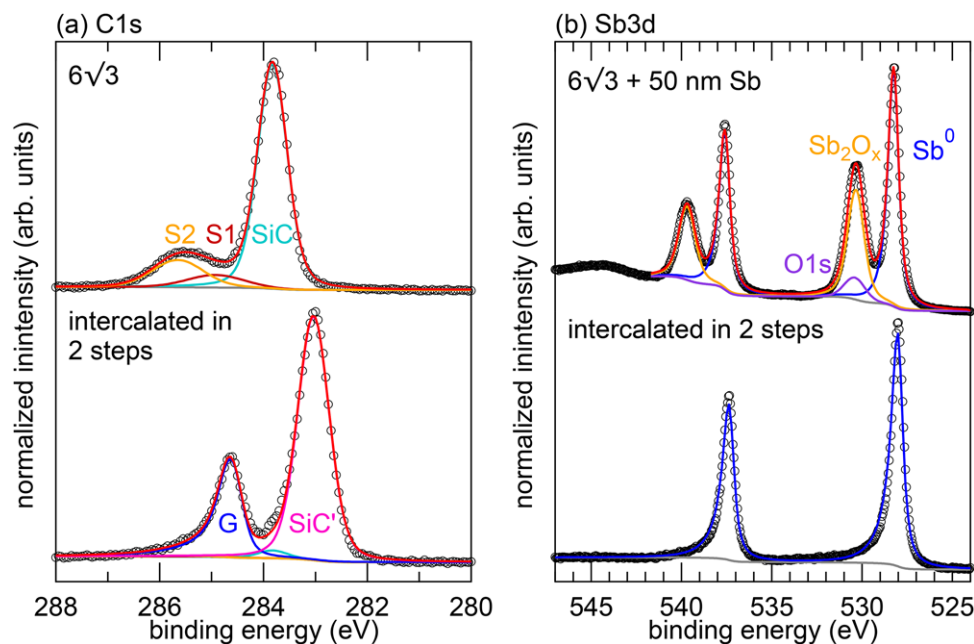 (a) C1s
6√3
S2
S1
SiC
intercalated in
2 steps
G
SiC'
normalized inintensity (arb. units)
288
286
284
282
280
binding energy (eV)
(b) Sb3d
6√3 + 50 nm Sb
Sb₂Oₓ
Sb⁰
O1s
intercalated in 2 steps
normalized inintensity (arb. units)
545
540
535
530
525
binding energy (eV)